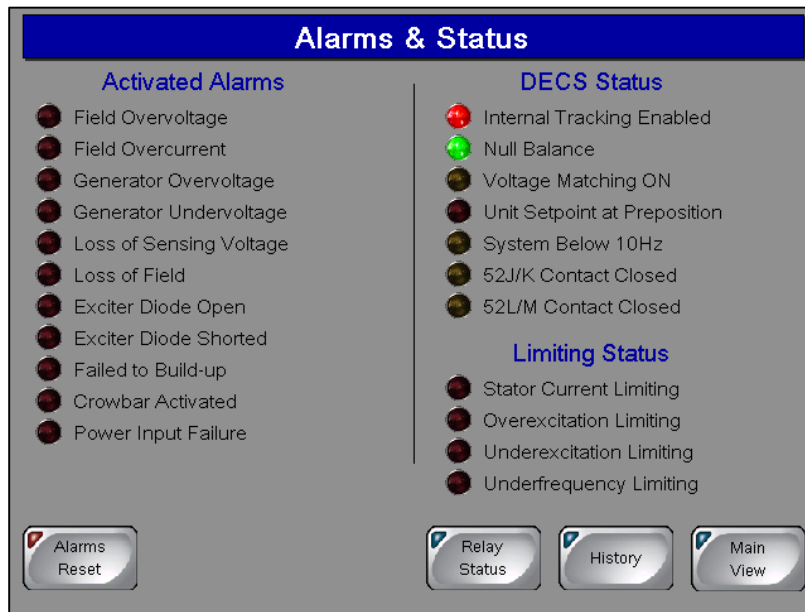 Alarms & Status
Activated Alarms
Field Overvoltage
Field Overcurrent
Generator Overvoltage
Generator Undervoltage
Loss of Sensing Voltage
Loss of Field
Exciter Diode Open
Exciter Diode Shorted
Failed to Build-up
Crowbar Activated
Power Input Failure
DECS Status
Internal Tracking Enabled
Null Balance
Voltage Matching ON
Unit Setpoint at Preposition
System Below 10Hz
52J/K Contact Closed
52L/M Contact Closed
Limiting Status
Stator Current Limiting
Overexcitation Limiting
Underexcitation Limiting
Underfrequency Limiting
Alarms
Reset
Relay
Status
History
Main
View